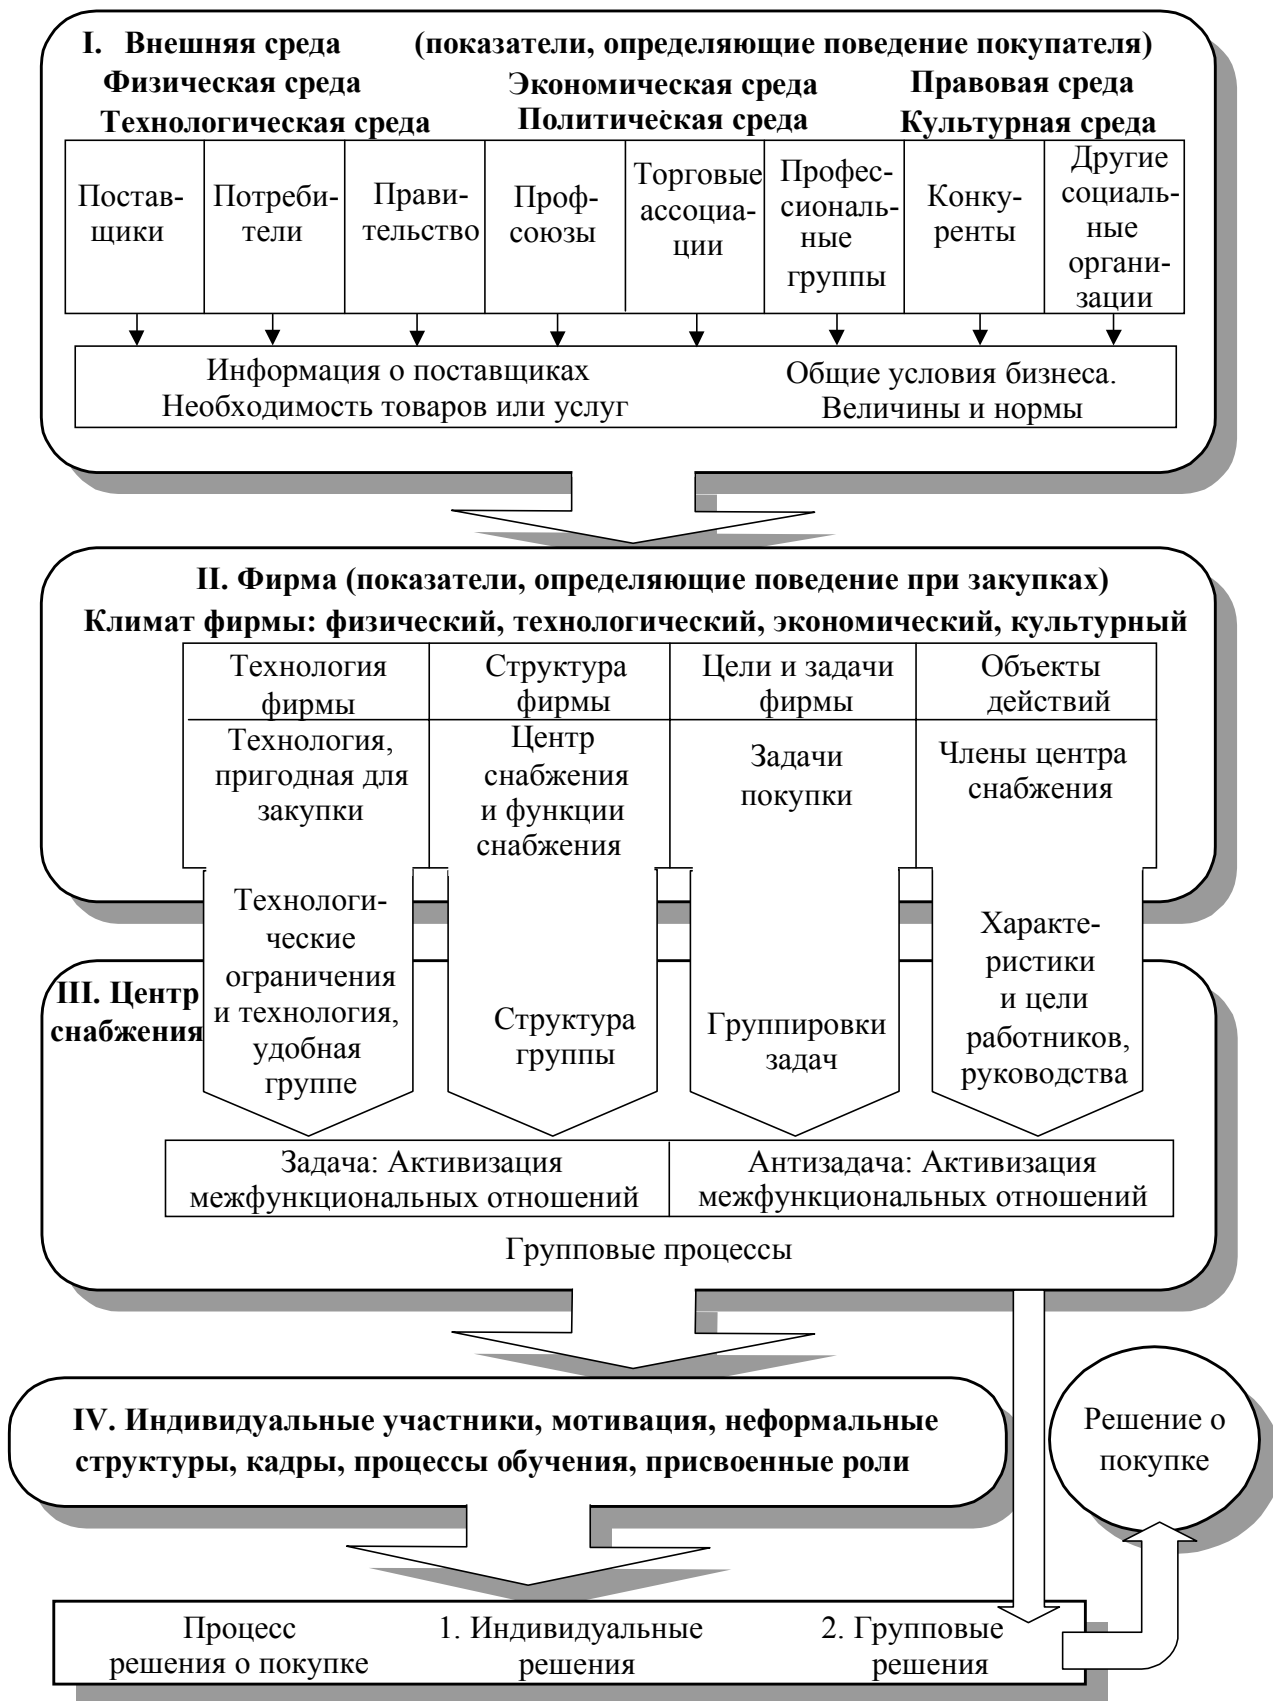 I. Внешняя среда (показатели, определяющие поведение покупателя)
Физическая среда Экономическая среда Правовая среда
Технологическая среда Политическая среда Культурная среда
Постав-
щики
Потреби-
тели
Прави-
тельство
Проф-
союзы
Торговые
ассоциа-
ции
Профес-
сиональ-
ные
группы
Конку-
ренты
Другие
социаль-
ные
органи-
зации
Информация о поставщиках
Необходимость товаров или услуг
Общие условия бизнеса.
Величины и нормы
II. Фирма (показатели, определяющие поведение при закупках)
Климат фирмы: физический, технологический, экономический, культурный
Технология
фирмы
Структура
фирмы
Цели и задачи
фирмы
Объекты
действий
Технология,
пригодная для
закупки
Центр
снабжения
и функции
снабжения
Задачи
покупки
Члены центра
снабжения
III. Центр
снабжения
Технологи-
ческие
ограничения
и технология,
удобная
группе
Структура
группы
Группировки
задач
Характе-
ристики
и цели
работников,
руководства
Задача: Активизация
межфункциональных отношений
Антизадача: Активизация
межфункциональных отношений
Групповые процессы
IV. Индивидуальные участники, мотивация, неформальные
структуры, кадры, процессы обучения, присвоенные роли
Решение о
покупке
Процесс
решения о покупке
1. Индивидуальные
решения
2. Групповые
решения